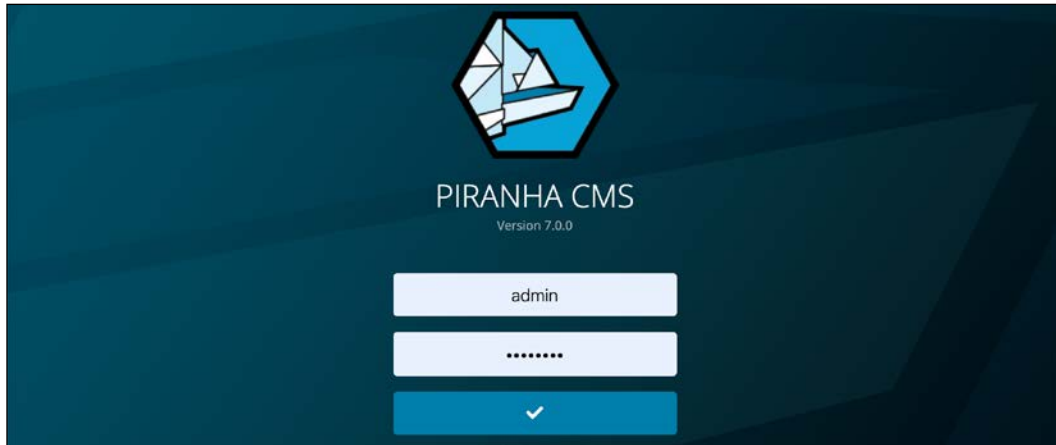 PIRANHA CMS
Version 7.0.0
admin
••••••••